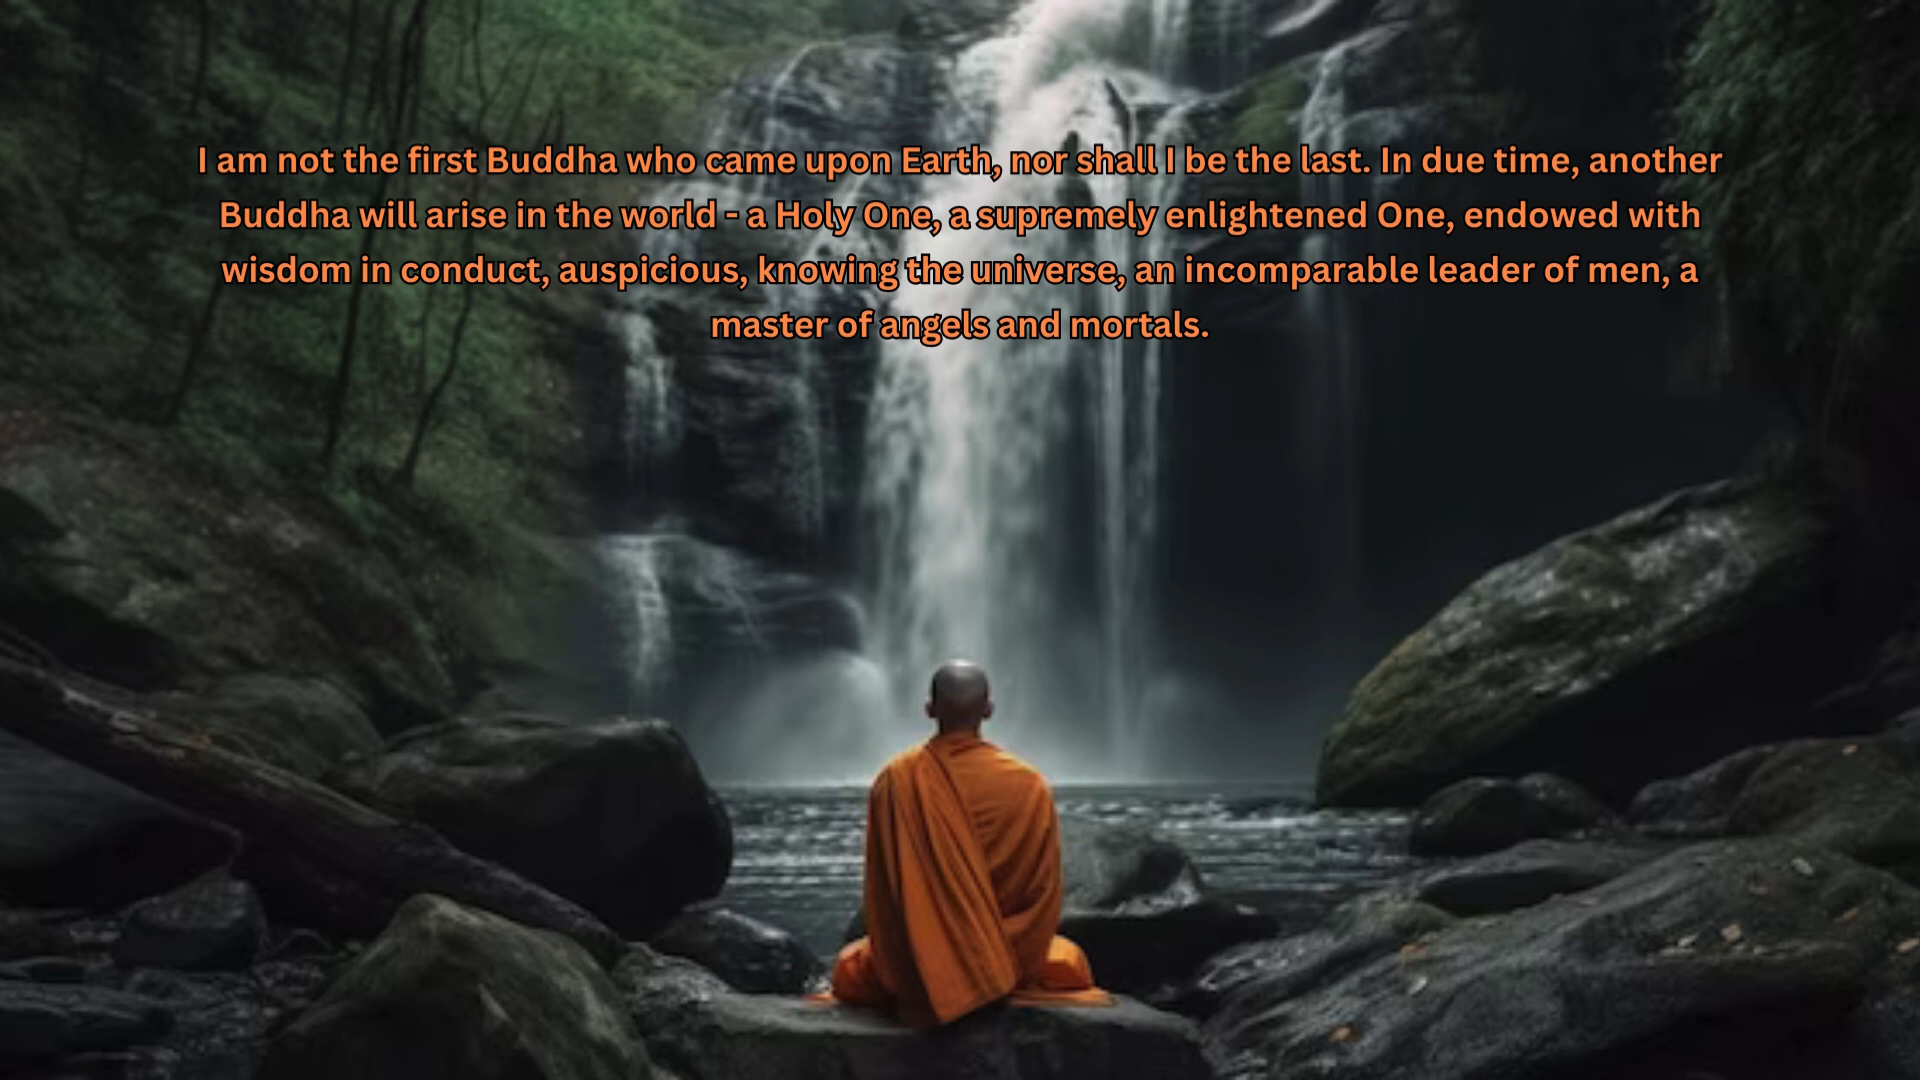 I am not the first Buddha who came upon Earth, nor shall I be the last. In due time, another
Buddha will arise in the world - a Holy One, a supremely enlightened One, endowed with
wisdom in conduct, auspicious, knowing the universe, an incomparable leader of men, a
master of angels and mortals.